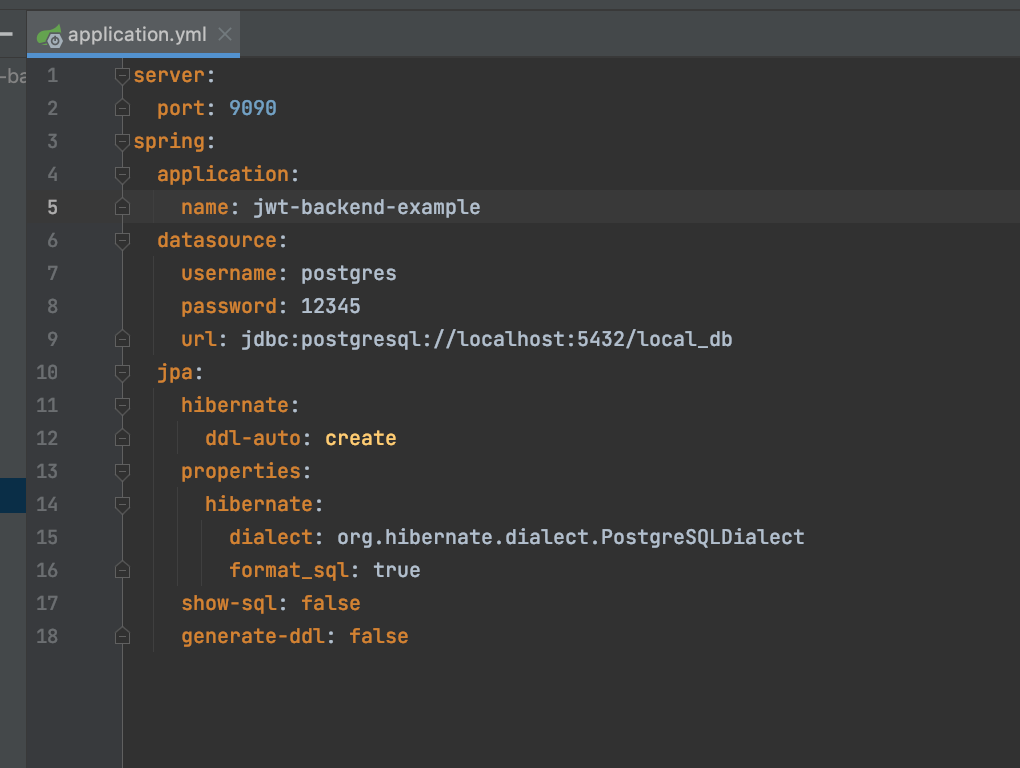 application.yml
-ba
1 server:
2   port: 9090
3 spring:
4   application:
5     name: jwt-backend-example
6   datasource:
7     username: postgres
8     password: 12345
9     url: jdbc:postgresql://localhost:5432/local_db
10   jpa:
11     hibernate:
12       ddl-auto: create
13     properties:
14       hibernate:
15         dialect: org.hibernate.dialect.PostgreSQLDialect
16         format_sql: true
17     show-sql: false
18     generate-ddl: false